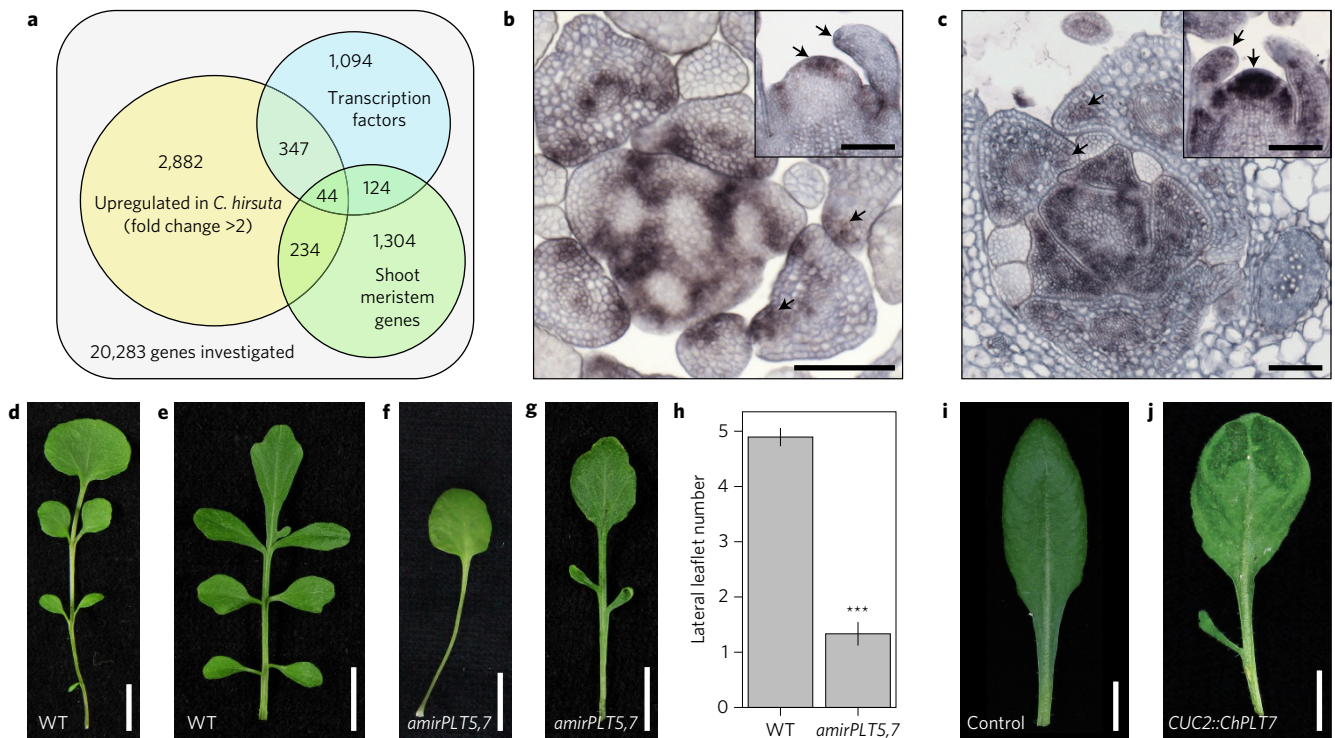 a
1,094
Transcription
factors
2,882
347
Upregulated in C. hirsuta
(fold change >2)
44
124
234
1,304
Shoot
meristem
genes
20,283 genes investigated
b
c
d
WT
e
WT
f
amirPLT5,7
g
amirPLT5,7
h
Lateral leaflet number
5
4
3
2
1
0
***
WT
amirPLT5,7
i
Control
j
CUC2::ChPLT7